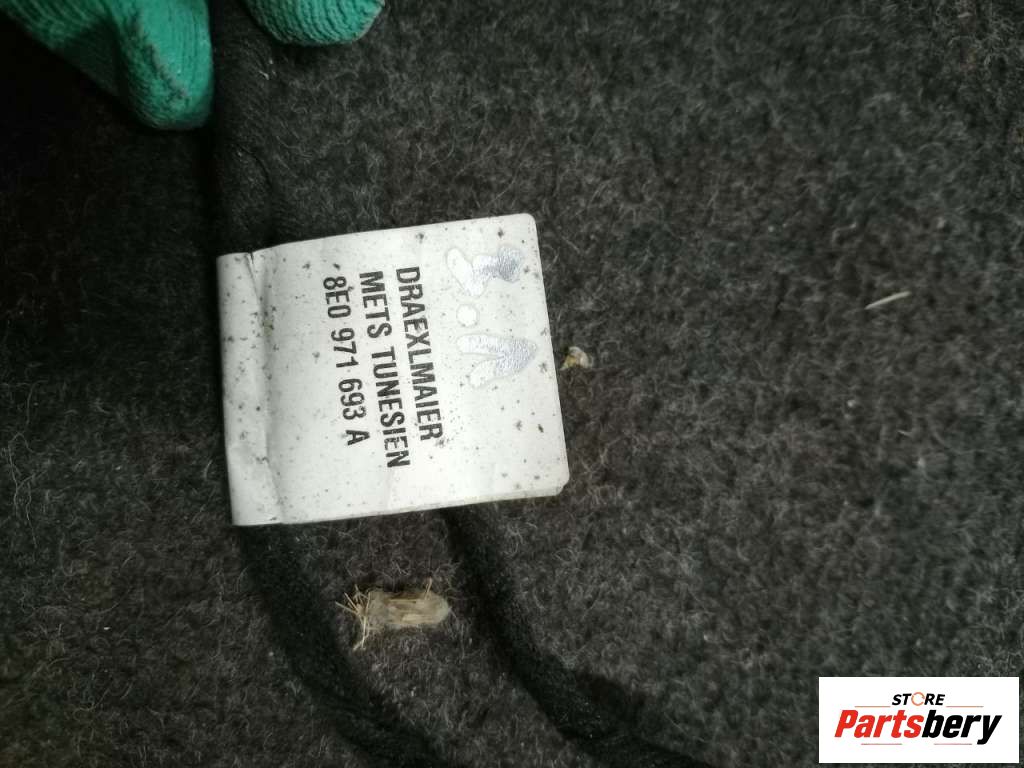 DRAEXLMAIER
METS TUNESIEN
8E0 971 693 A
STORE
Partsbery